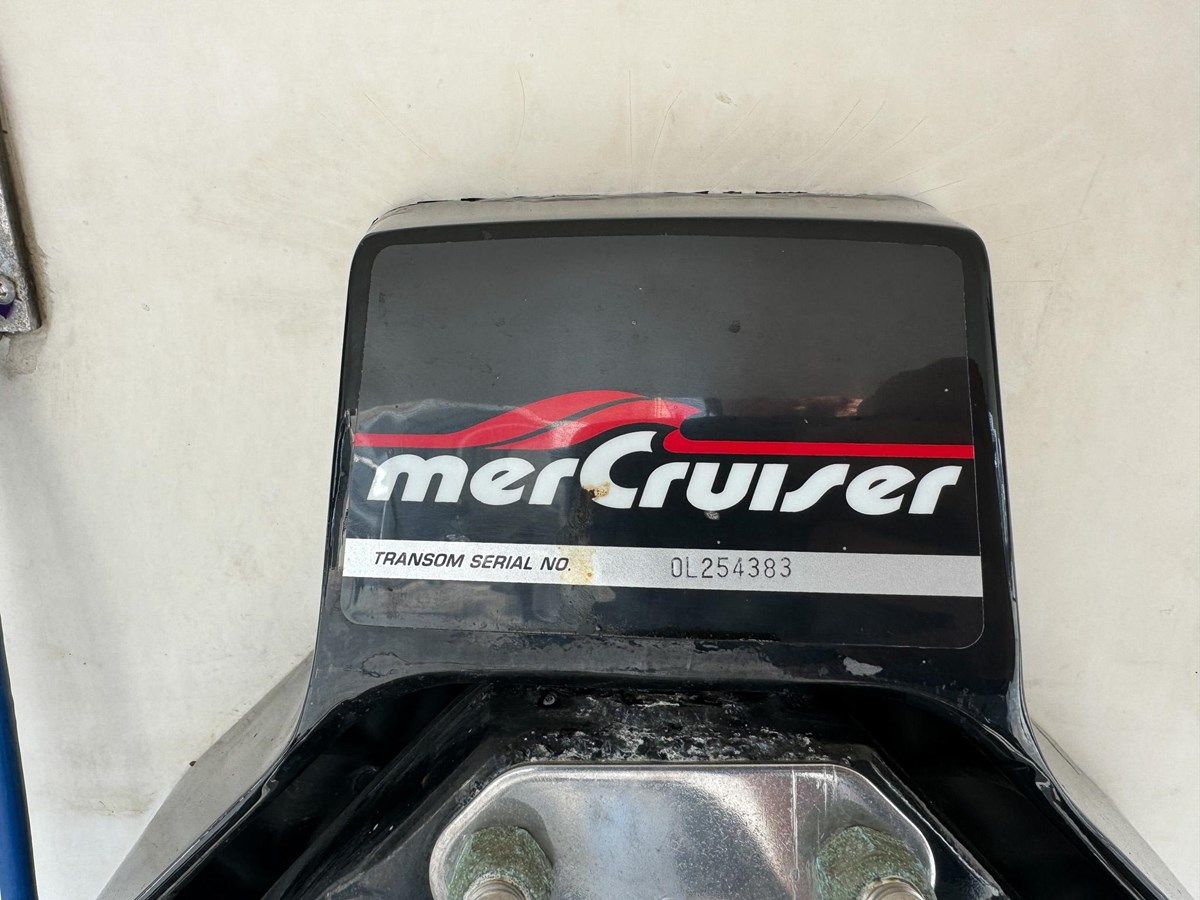 merCruiser
TRANSOM SERIAL NO. 0L254383